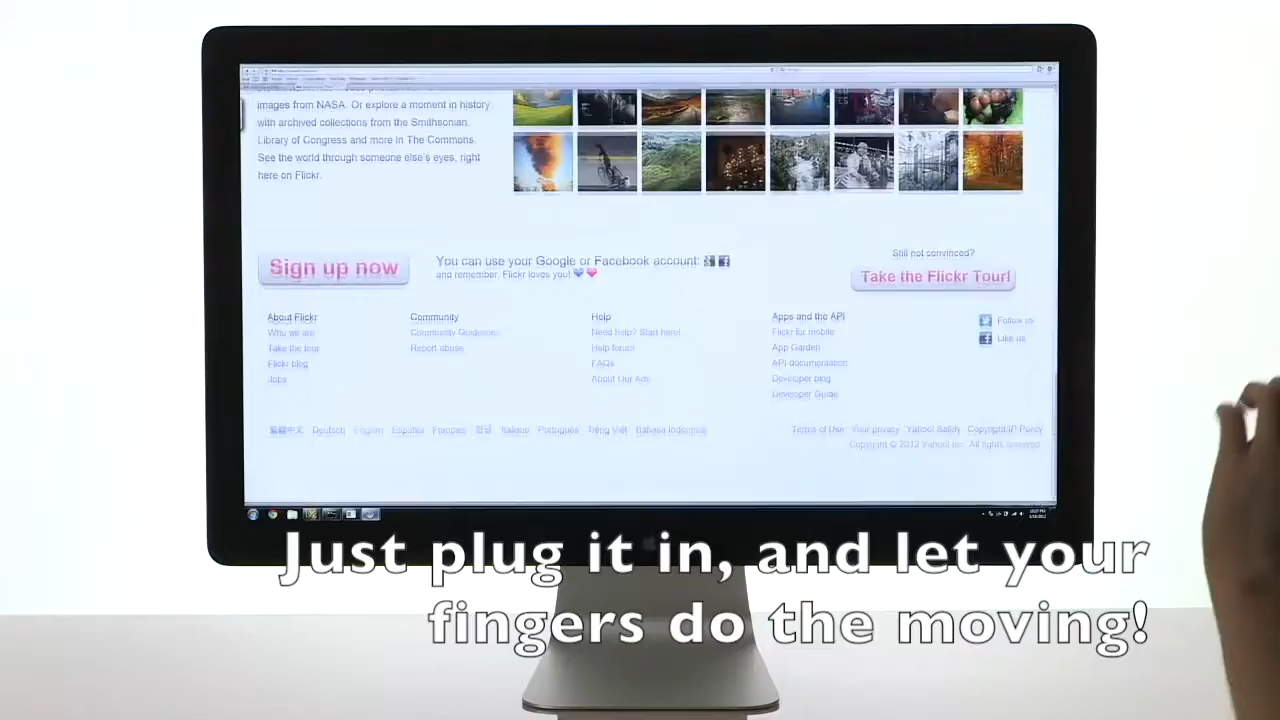 images from NASA. Or explore a moment in history
with archived collections from the Smithsonian,
Library of Congress and more in The Commons.
See the world through someone else's eyes, right
here on Flickr.
Sign up now
You can use your Google or Facebook account:
and remember, Flickr loves you!
Still not convinced?
Take the Flickr Tour!
About Flickr
Who we are
Take the tour
Flickr blog
Jobs
Community
Community Guidelines
Report abuse
Help
Need help? Start here!
Help forum
FAQs
About Our Ads
Apps and the API
Flickr for mobile
App Garden
API documentation
Developer blog
Developer Guide
Follow us
Like us
繁體中文 Deutsch English Español Français 한글 Italiano Português Tiếng Việt Bahasa Indonesia
Terms of Use Your privacy Yahoo! Safety Copyright/IP Policy
Copyright © 2012 Yahoo! Inc. All rights reserved.
Just plug it in, and let your
fingers do the moving!